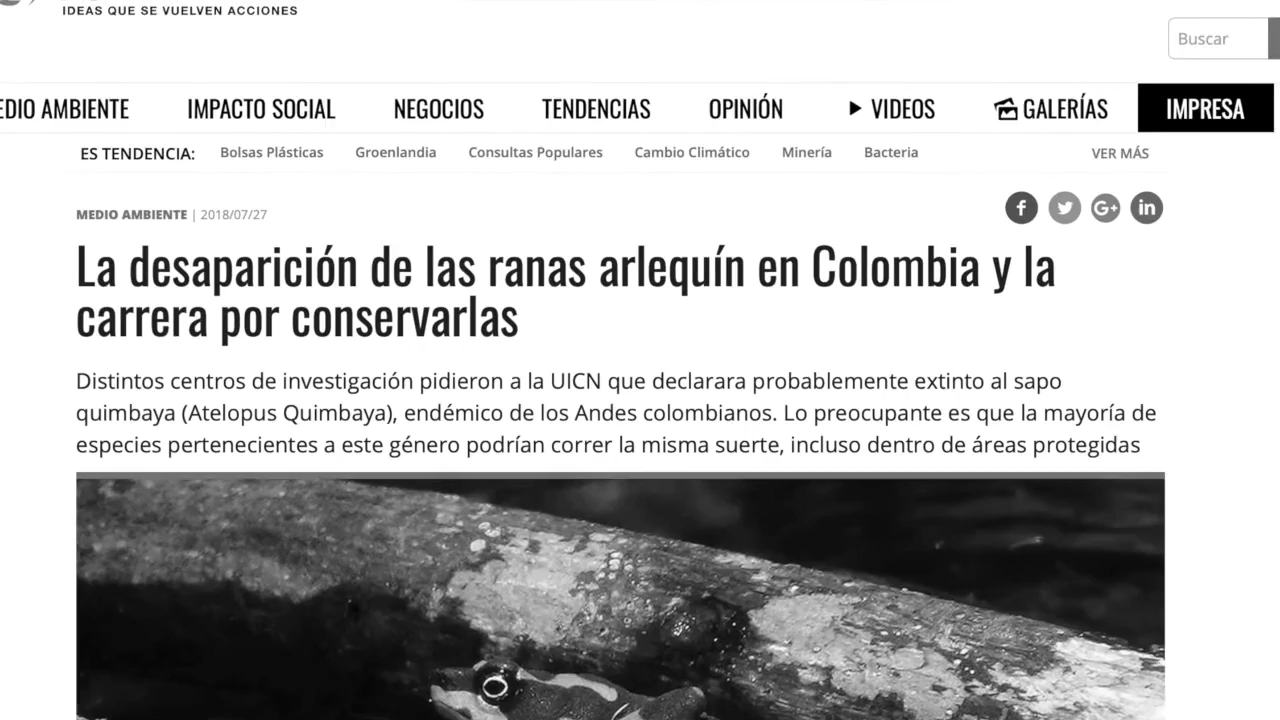 IDEAS QUE SE VUELVEN ACCIONES
Buscar
EDIO AMBIENTE IMPACTO SOCIAL NEGOCIOS TENDENCIAS OPINIÓN VIDEOS GALERÍAS IMPRESA
ES TENDENCIA: Bolsas Plásticas Groenlandia Consultas Populares Cambio Climático Minería Bacteria VER MÁS
MEDIO AMBIENTE | 2018/07/27
f G+ in
La desaparición de las ranas arlequín en Colombia y la
carrera por conservarlas
Distintos centros de investigación pidieron a la UICN que declarara probablemente extinto al sapo
quimbaya (Atelopus Quimbaya), endémico de los Andes colombianos. Lo preocupante es que la mayoría de
especies pertenecientes a este género podrían correr la misma suerte, incluso dentro de áreas protegidas